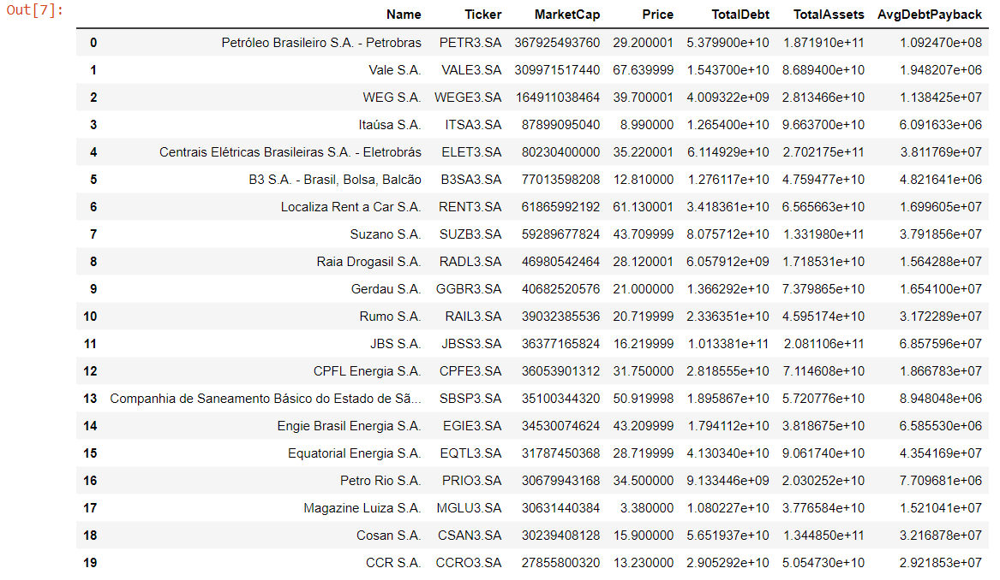 Out[7]:
Name Ticker MarketCap Price TotalDebt TotalAssets AvgDebtPayback
0 Petróleo Brasileiro S.A. - Petrobras PETR3.SA 367925493760 29.200001 5.379900e+10 1.871910e+11 1.092470e+08
1 Vale S.A. VALE3.SA 309971517440 67.639999 1.543700e+10 8.689400e+10 1.948207e+06
2 WEG S.A. WEGE3.SA 164911038464 39.700001 4.009322e+09 2.813466e+10 1.138425e+07
3 Itaúsa S.A. ITSA3.SA 87899095040 8.990000 1.265400e+10 9.663700e+10 6.091633e+06
4 Centrais Elétricas Brasileiras S.A. - Eletrobrás ELET3.SA 80230400000 35.220001 6.114929e+10 2.702175e+11 3.811769e+07
5 B3 S.A. - Brasil, Bolsa, Balcão B3SA3.SA 77013598208 12.810000 1.276117e+10 4.759477e+10 4.821641e+06
6 Localiza Rent a Car S.A. RENT3.SA 61865992192 61.130001 3.418361e+10 6.565663e+10 1.699605e+07
7 Suzano S.A. SUZB3.SA 59289677824 43.709999 8.075712e+10 1.331980e+11 3.791856e+07
8 Raia Drogasil S.A. RADL3.SA 46980542464 28.120001 6.057912e+09 1.718531e+10 1.564288e+07
9 Gerdau S.A. GGBR3.SA 40682520576 21.000000 1.366292e+10 7.379865e+10 1.654100e+07
10 Rumo S.A. RAIL3.SA 39032385536 20.719999 2.336351e+10 4.595174e+10 3.172289e+07
11 JBS S.A. JBSS3.SA 36377165824 16.219999 1.013381e+11 2.081106e+11 6.857596e+07
12 CPFL Energia S.A. CPFE3.SA 36053901312 31.750000 2.818555e+10 7.114608e+10 1.866783e+07
13 Companhia de Saneamento Básico do Estado de Sã... SBSP3.SA 35100344320 50.919998 1.895867e+10 5.720776e+10 8.948048e+06
14 Engie Brasil Energia S.A. EGIE3.SA 34530074624 43.209999 1.794112e+10 3.818675e+10 6.585530e+06
15 Equatorial Energia S.A. EQTL3.SA 31787450368 28.719999 4.130340e+10 9.061740e+10 4.354169e+07
16 Petro Rio S.A. PRIO3.SA 30679943168 34.500000 9.133446e+09 2.030252e+10 7.709681e+06
17 Magazine Luiza S.A. MGLU3.SA 30631440384 3.380000 1.080227e+10 3.776584e+10 1.521041e+07
18 Cosan S.A. CSAN3.SA 30239408128 15.900000 5.651937e+10 1.344850e+11 3.216878e+07
19 CCR S.A. CCRO3.SA 27855800320 13.230000 2.905292e+10 5.054730e+10 2.921853e+07